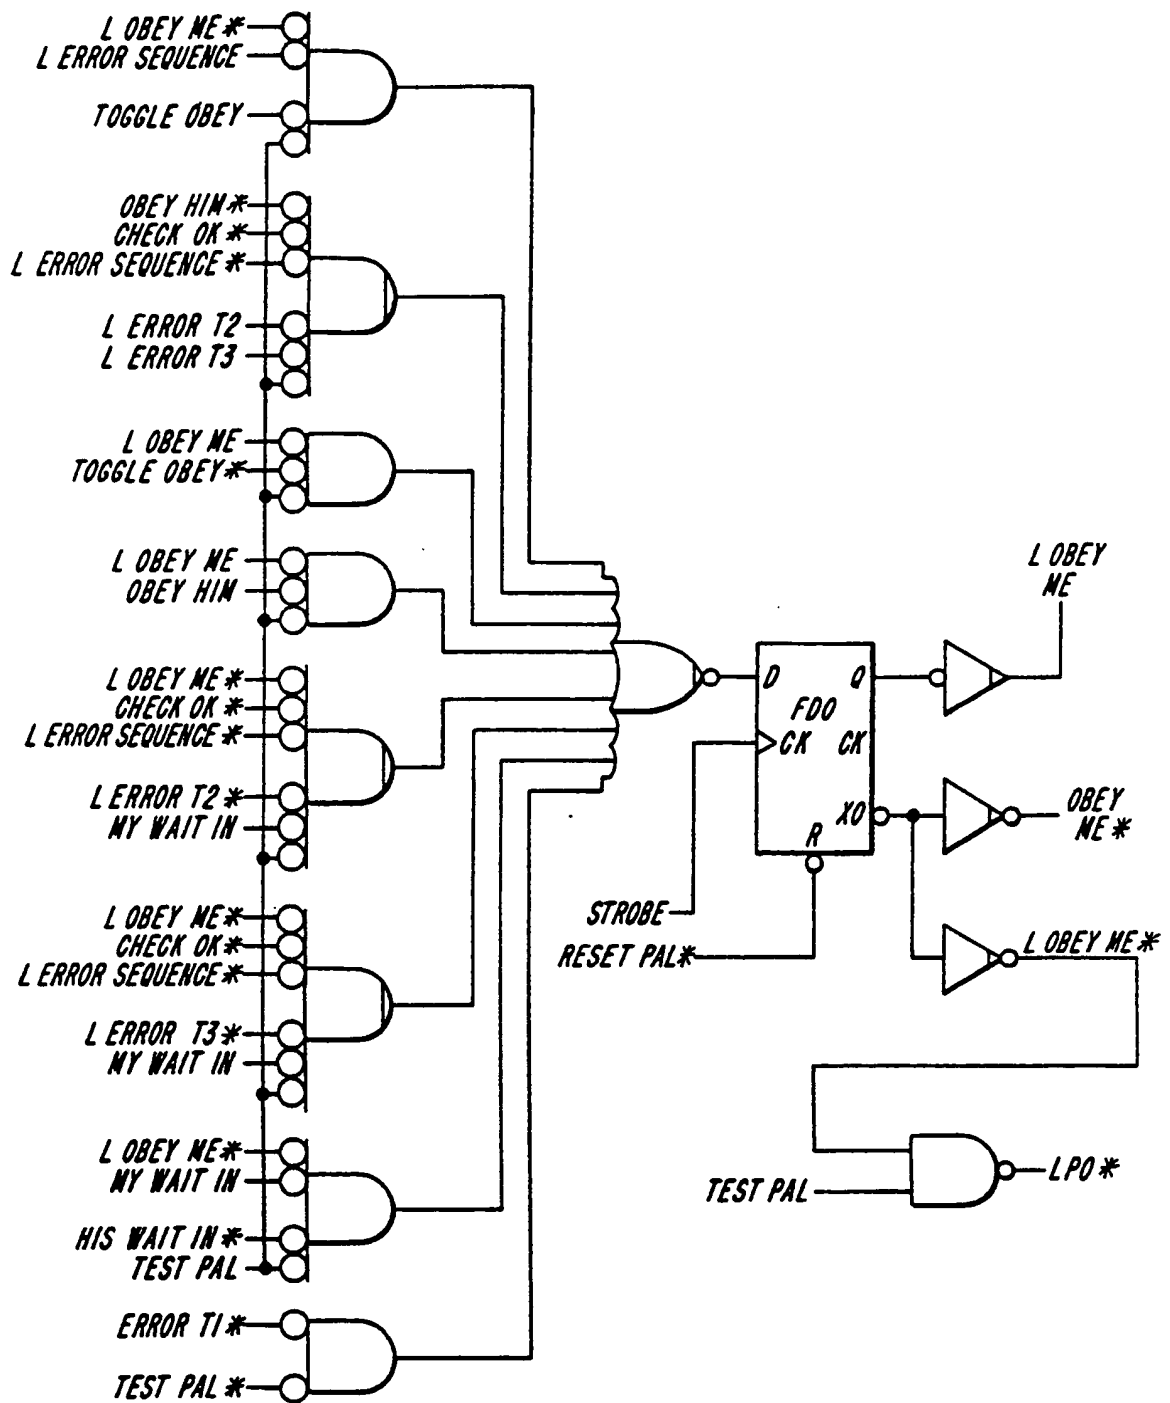 L OBEY ME*
L ERROR SEQUENCE
TOGGLE OBEY
OBEY HIM*
CHECK OK*
L ERROR SEQUENCE*
L ERROR T2
L ERROR T3
L OBEY ME
TOGGLE OBEY*
L OBEY ME
OBEY HIM
L OBEY ME*
CHECK OK*
L ERROR SEQUENCE*
L ERROR T2*
MY WAIT IN
L OBEY ME*
CHECK OK*
L ERROR SEQUENCE*
L ERROR T3*
MY WAIT IN
L OBEY ME*
MY WAIT IN
HIS WAIT IN*
TEST PAL
ERROR T1*
TEST PAL*
D
Q
FDO
CK
CK
XO
R
STROBE
RESET PAL*
L OBEY
ME
OBEY
ME*
L OBEY ME*
TEST PAL
LPO*